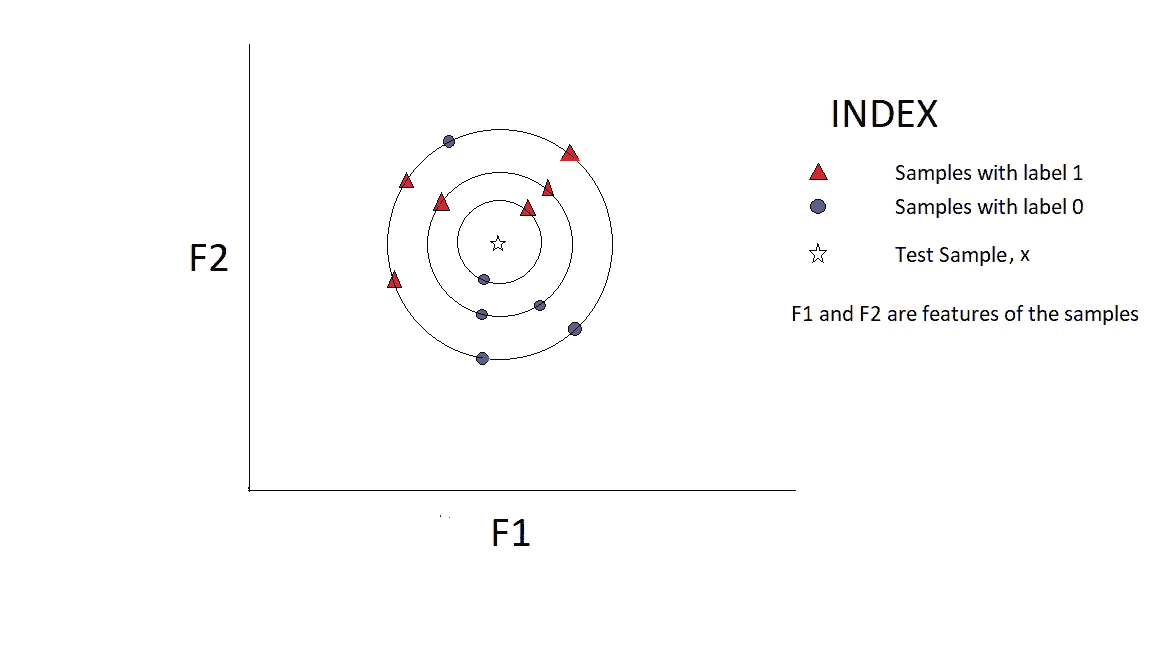 INDEX
Samples with label 1
Samples with label 0
Test Sample, x
F1 and F2 are features of the samples
F2
F1